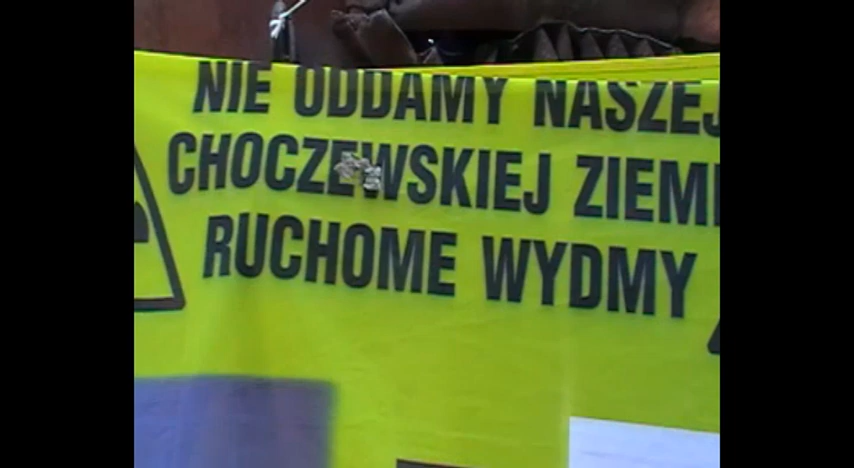 NIE ODDAMY NASZEJ
CHOCZEWSKIEJ ZIEMI
RUCHOME WYDMY